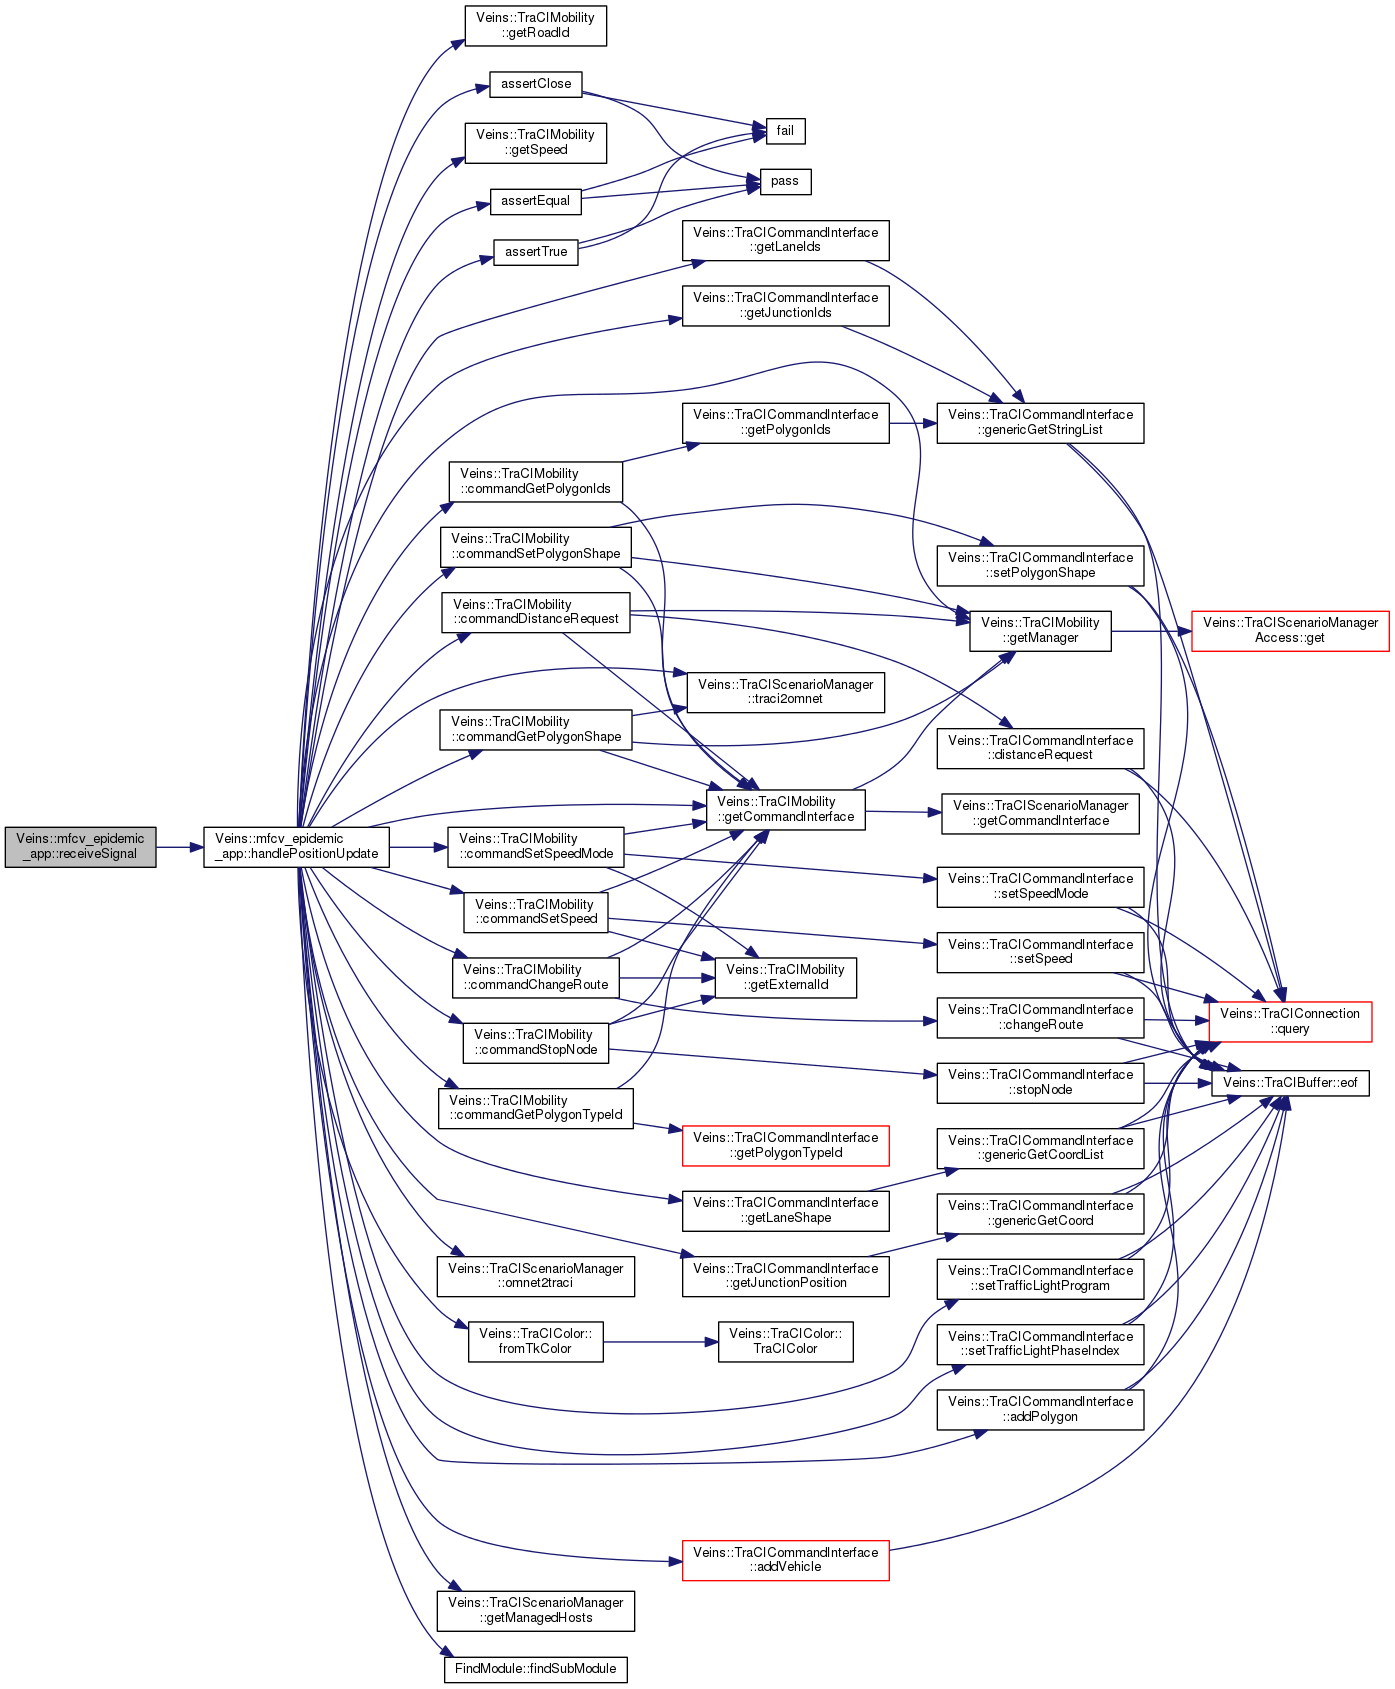 Veins::TraCIMobility
::getRoadId
assertClose
fail
Veins::TraCIMobility
::getSpeed
pass
assertEqual
assertTrue
Veins::TraCICommandInterface
::getLaneIds
Veins::TraCICommandInterface
::getJunctionIds
Veins::TraCICommandInterface
::getPolygonIds
Veins::TraCICommandInterface
::genericGetStringList
Veins::TraCIMobility
::commandGetPolygonIds
Veins::TraCIMobility
::commandSetPolygonShape
Veins::TraCICommandInterface
::setPolygonShape
Veins::TraCIMobility
::commandDistanceRequest
Veins::TraCIMobility
::getManager
Veins::TraCIScenarioManager
Access::get
Veins::TraCIScenarioManager
::traci2omnet
Veins::TraCIMobility
::commandGetPolygonShape
Veins::TraCICommandInterface
::distanceRequest
Veins::TraCIMobility
::getCommandInterface
Veins::TraCIScenarioManager
::getCommandInterface
Veins::mfcv_epidemic
_app::receiveSignal
Veins::mfcv_epidemic
_app::handlePositionUpdate
Veins::TraCIMobility
::commandSetSpeedMode
Veins::TraCICommandInterface
::setSpeedMode
Veins::TraCIMobility
::commandSetSpeed
Veins::TraCICommandInterface
::setSpeed
Veins::TraCIMobility
::commandChangeRoute
Veins::TraCIMobility
::getExternalId
Veins::TraCICommandInterface
::changeRoute
Veins::TraCIConnection
::query
Veins::TraCIMobility
::commandStopNode
Veins::TraCICommandInterface
::stopNode
Veins::TraCIBuffer::eof
Veins::TraCIMobility
::commandGetPolygonTypeId
Veins::TraCICommandInterface
::getPolygonTypeId
Veins::TraCICommandInterface
::genericGetCoordList
Veins::TraCICommandInterface
::getLaneShape
Veins::TraCICommandInterface
::genericGetCoord
Veins::TraCIScenarioManager
::omnet2traci
Veins::TraCICommandInterface
::getJunctionPosition
Veins::TraCICommandInterface
::setTrafficLightProgram
Veins::TraCIColor::
fromTkColor
Veins::TraCIColor::
TraCIColor
Veins::TraCICommandInterface
::setTrafficLightPhaseIndex
Veins::TraCICommandInterface
::addPolygon
Veins::TraCICommandInterface
::addVehicle
Veins::TraCIScenarioManager
::getManagedHosts
FindModule::findSubModule